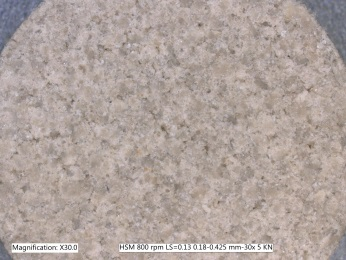 Magnification: X30.0
HSM 800 rpm LS=0.13 0.18-0.425 mm-30x 5 KN